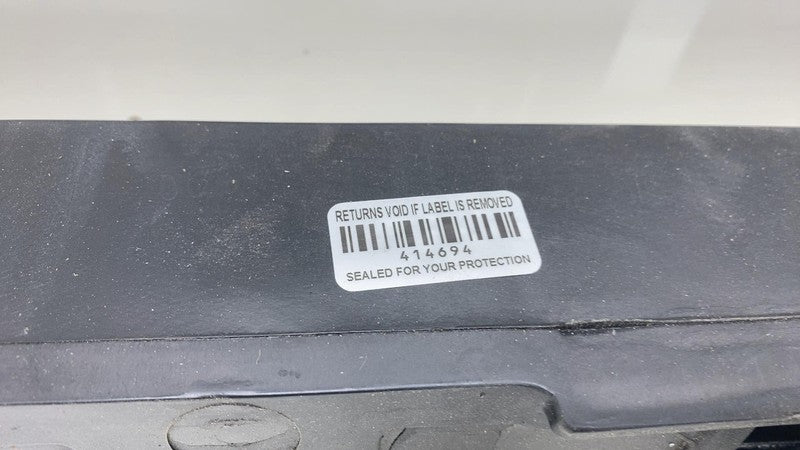 RETURNS VOID IF LABEL IS REMOVED
414694
SEALED FOR YOUR PROTECTION